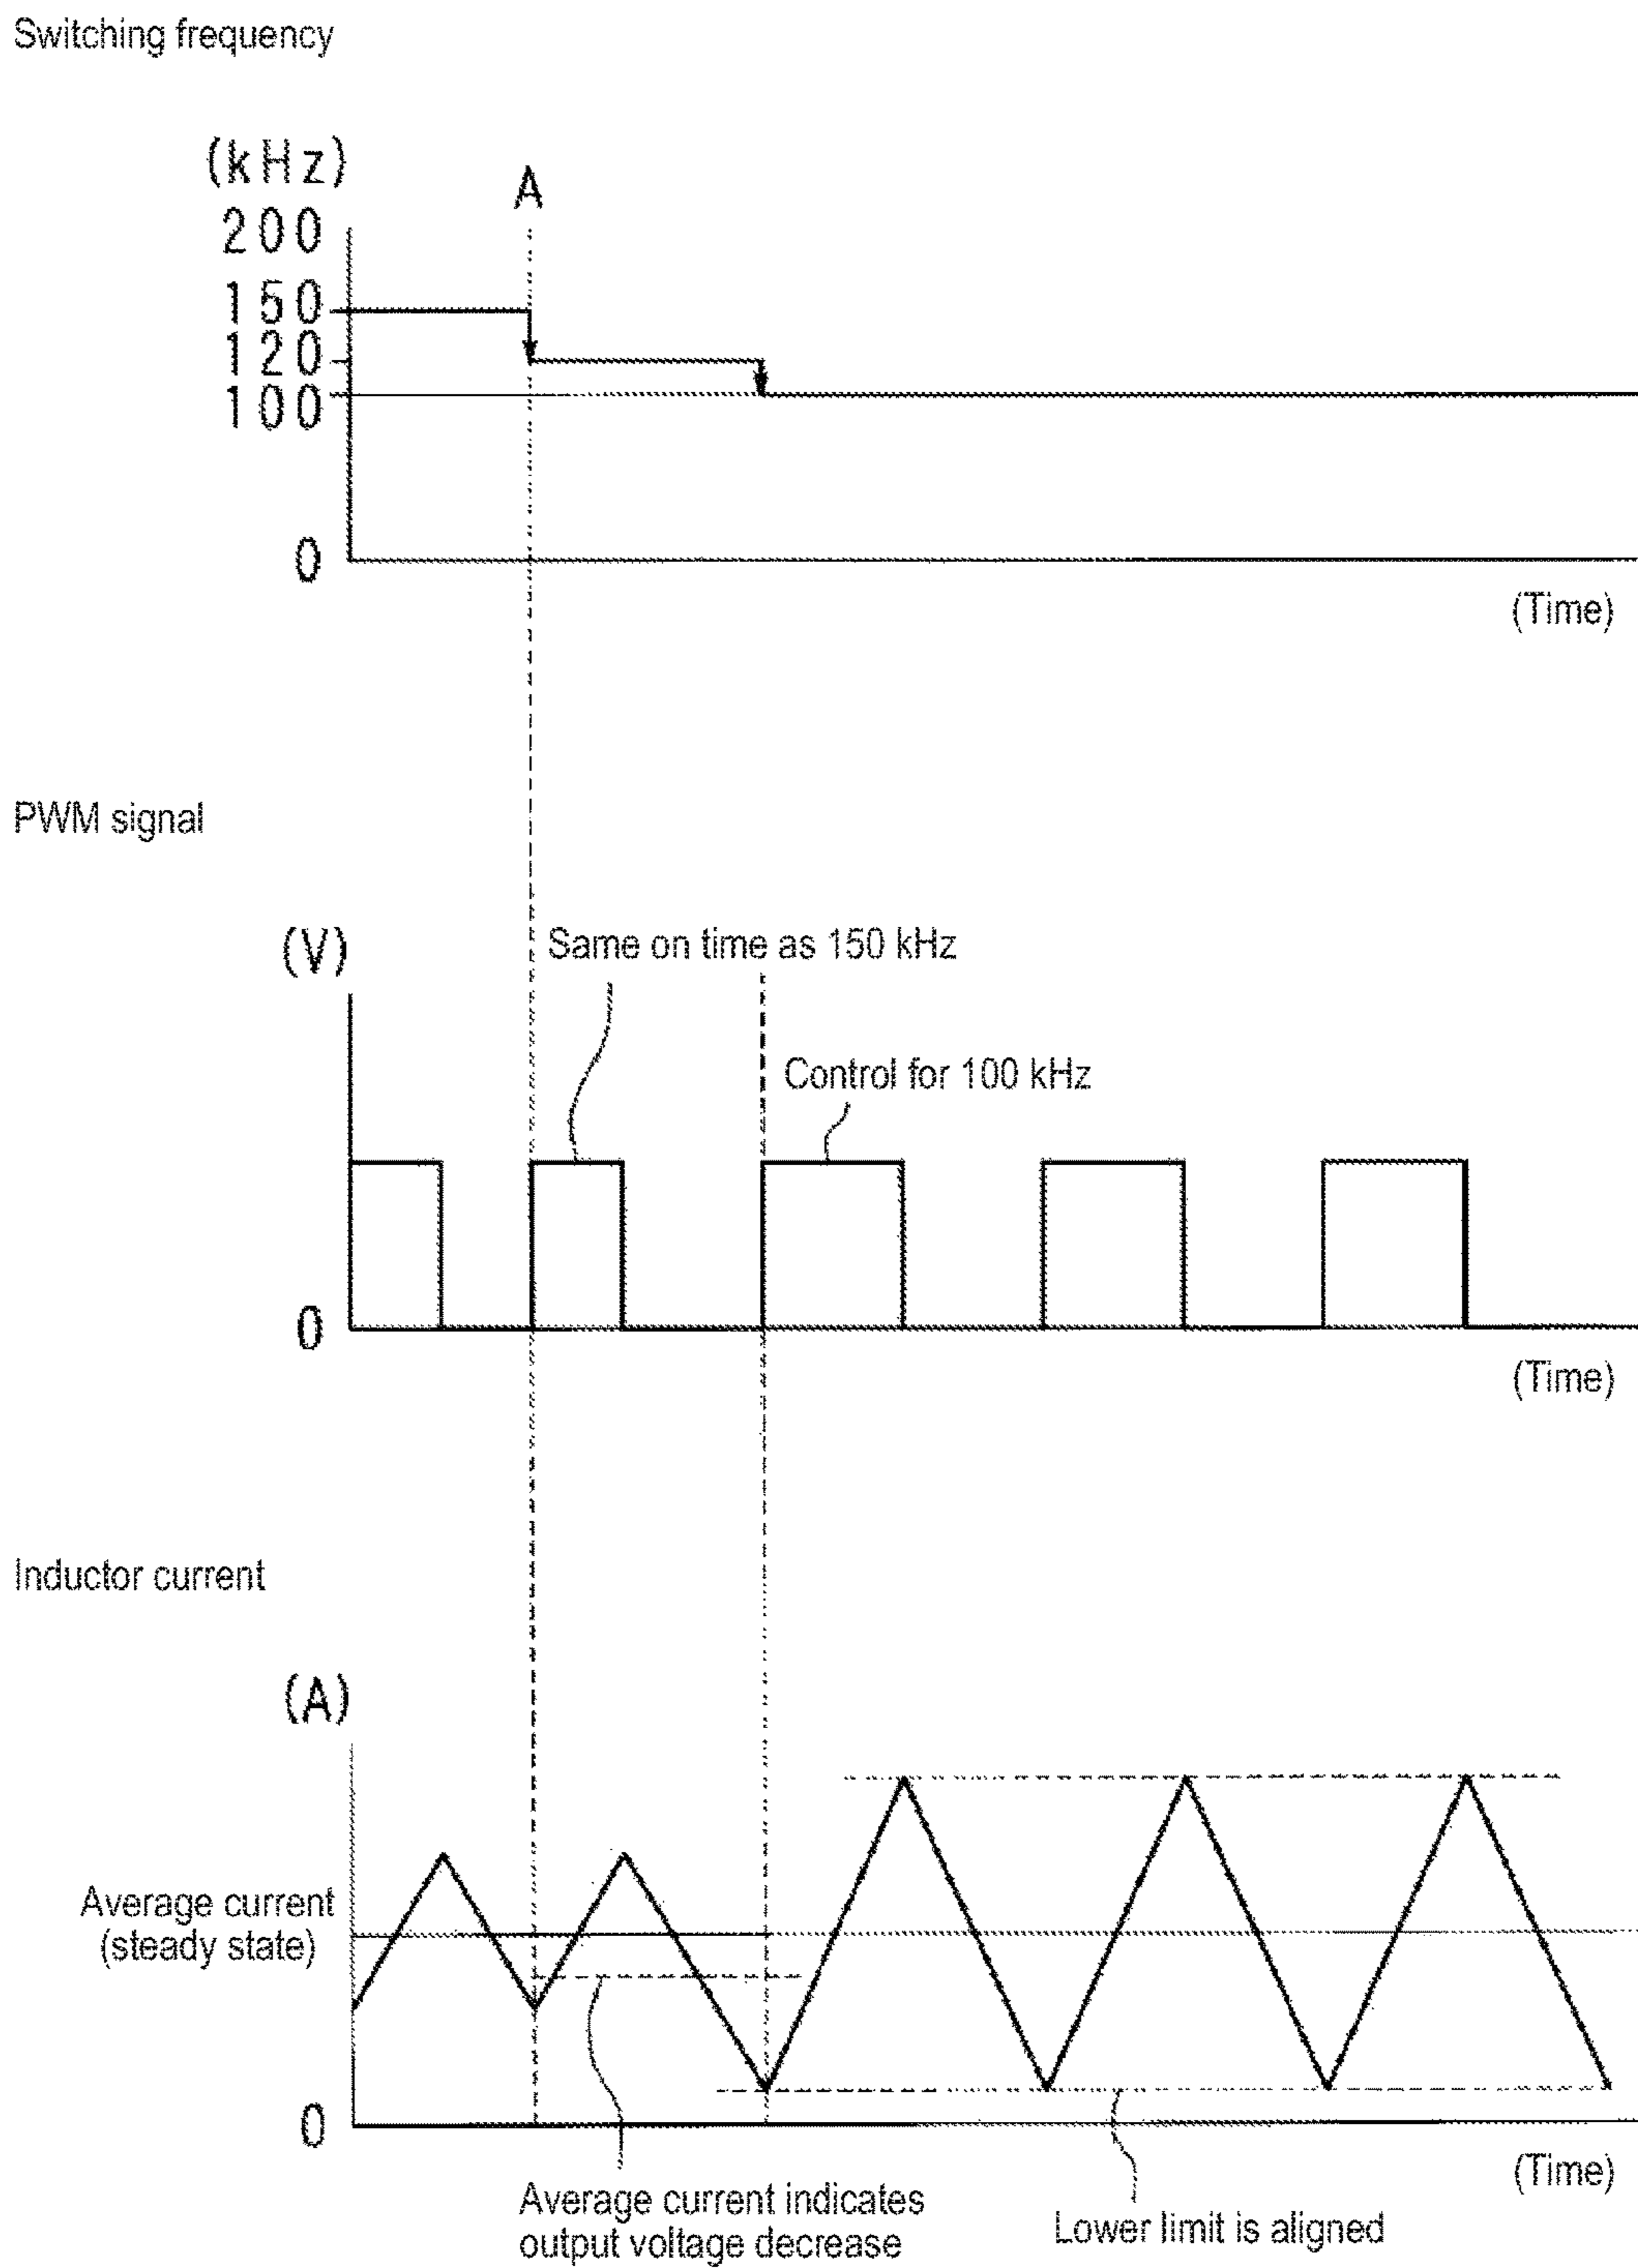 Switching frequency
(kHz)
A
200
150
120
100
0
(Time)
PWM signal
(V)
Same on time as 150 kHz
Control for 100 kHz
0
(Time)
Inductor current
(A)
Average current
(steady state)
0
(Time)
Average current indicates
output voltage decrease
Lower limit is aligned